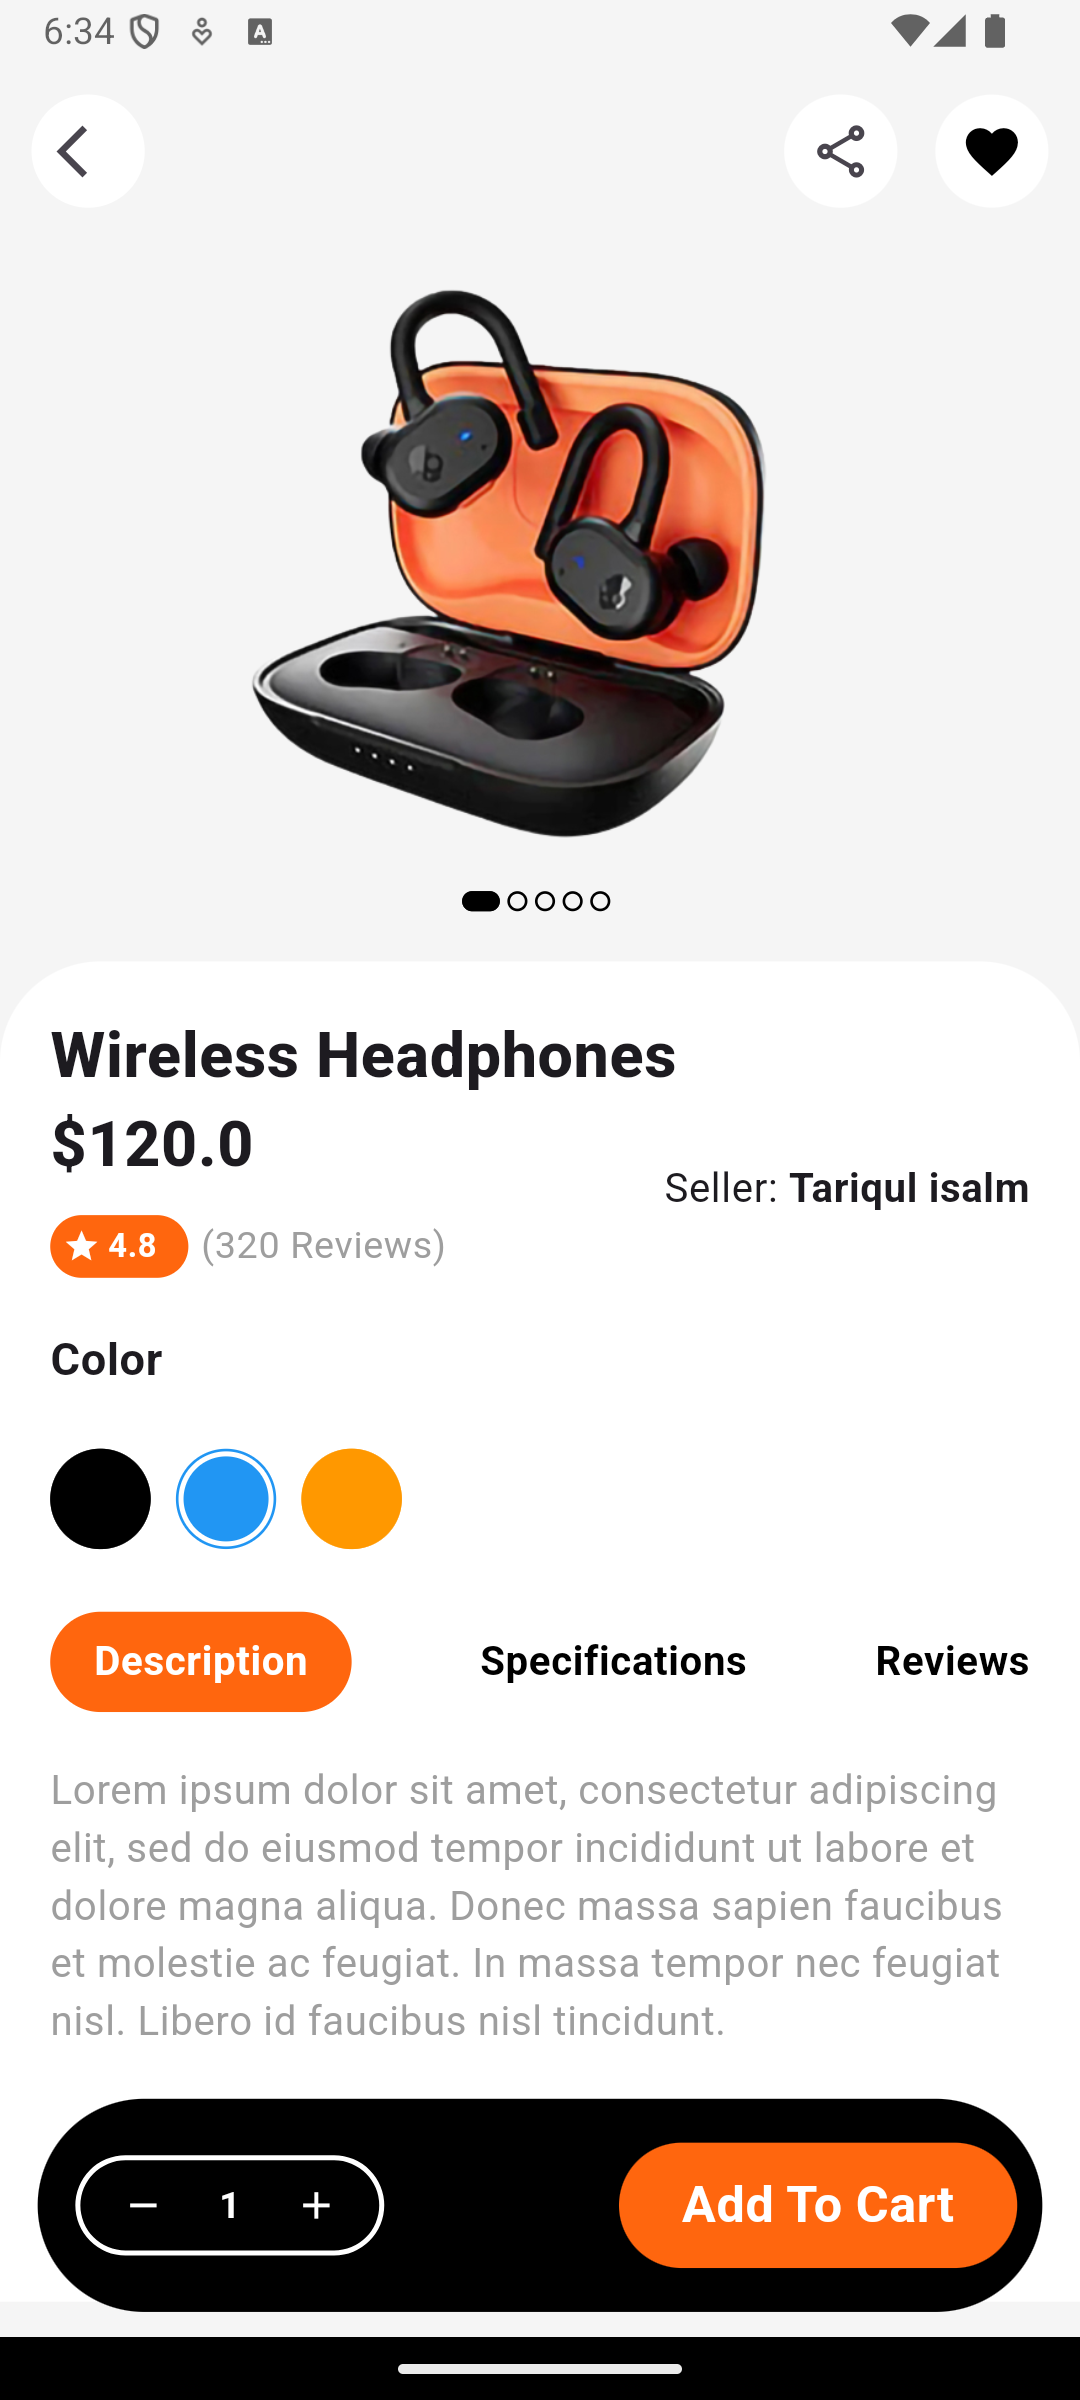 6:34
A
Wireless Headphones
$120.0
Seller: Tariqul isalm
4.8 (320 Reviews)
Color
Description Specifications Reviews
Lorem ipsum dolor sit amet, consectetur adipiscing
elit, sed do eiusmod tempor incididunt ut labore et
dolore magna aliqua. Donec massa sapien faucibus
et molestie ac feugiat. In massa tempor nec feugiat
nisl. Libero id faucibus nisl tincidunt.
1 Add To Cart